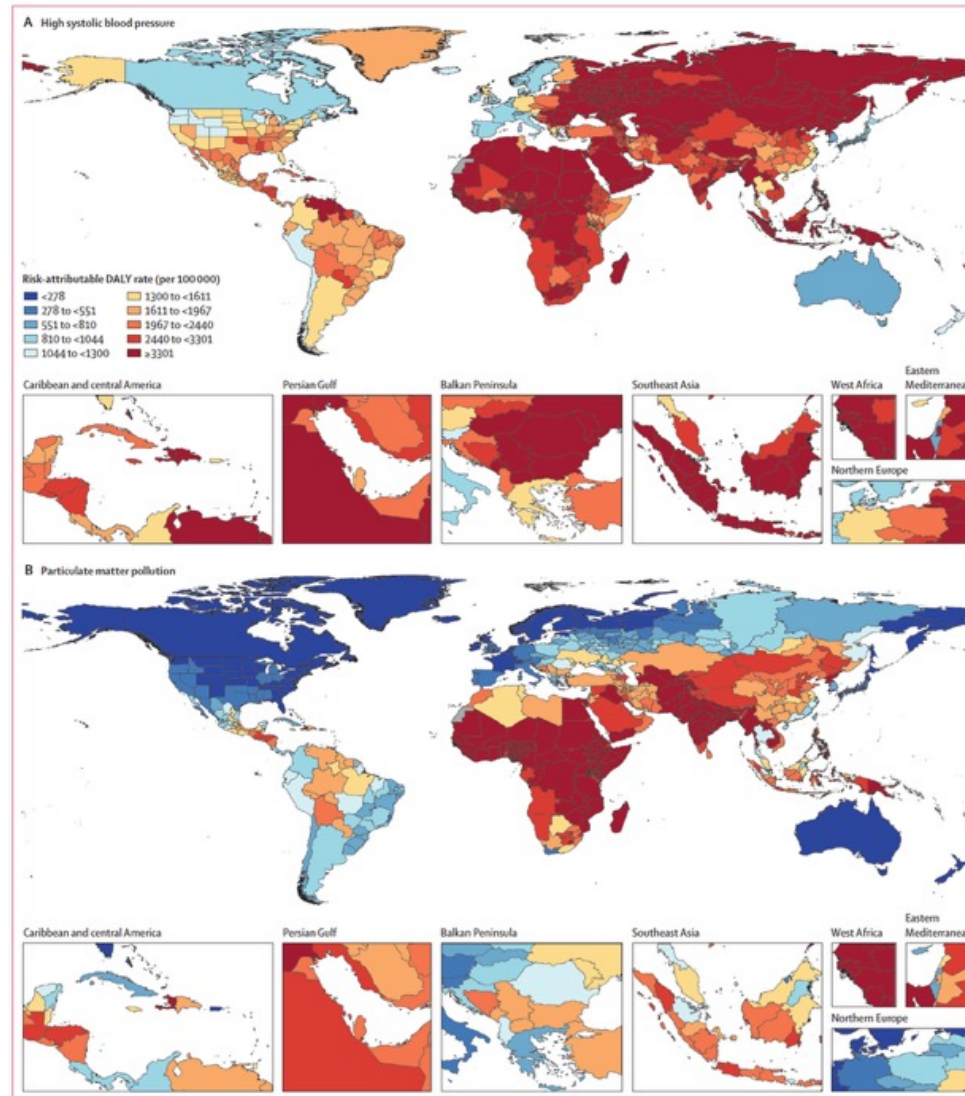 A High systolic blood pressure
Risk-attributable DALY rate (per 100 000)
<278
278 to <551
551 to <810
810 to <1044
1044 to <1300
1300 to <1611
1611 to <1967
1967 to <2440
2440 to <3301
≥3301
Caribbean and central America
Persian Gulf
Balkan Peninsula
Southeast Asia
West Africa
Eastern
Mediterranean
Northern Europe
B Particulate matter pollution
Caribbean and central America
Persian Gulf
Balkan Peninsula
Southeast Asia
West Africa
Eastern
Mediterranean
Northern Europe